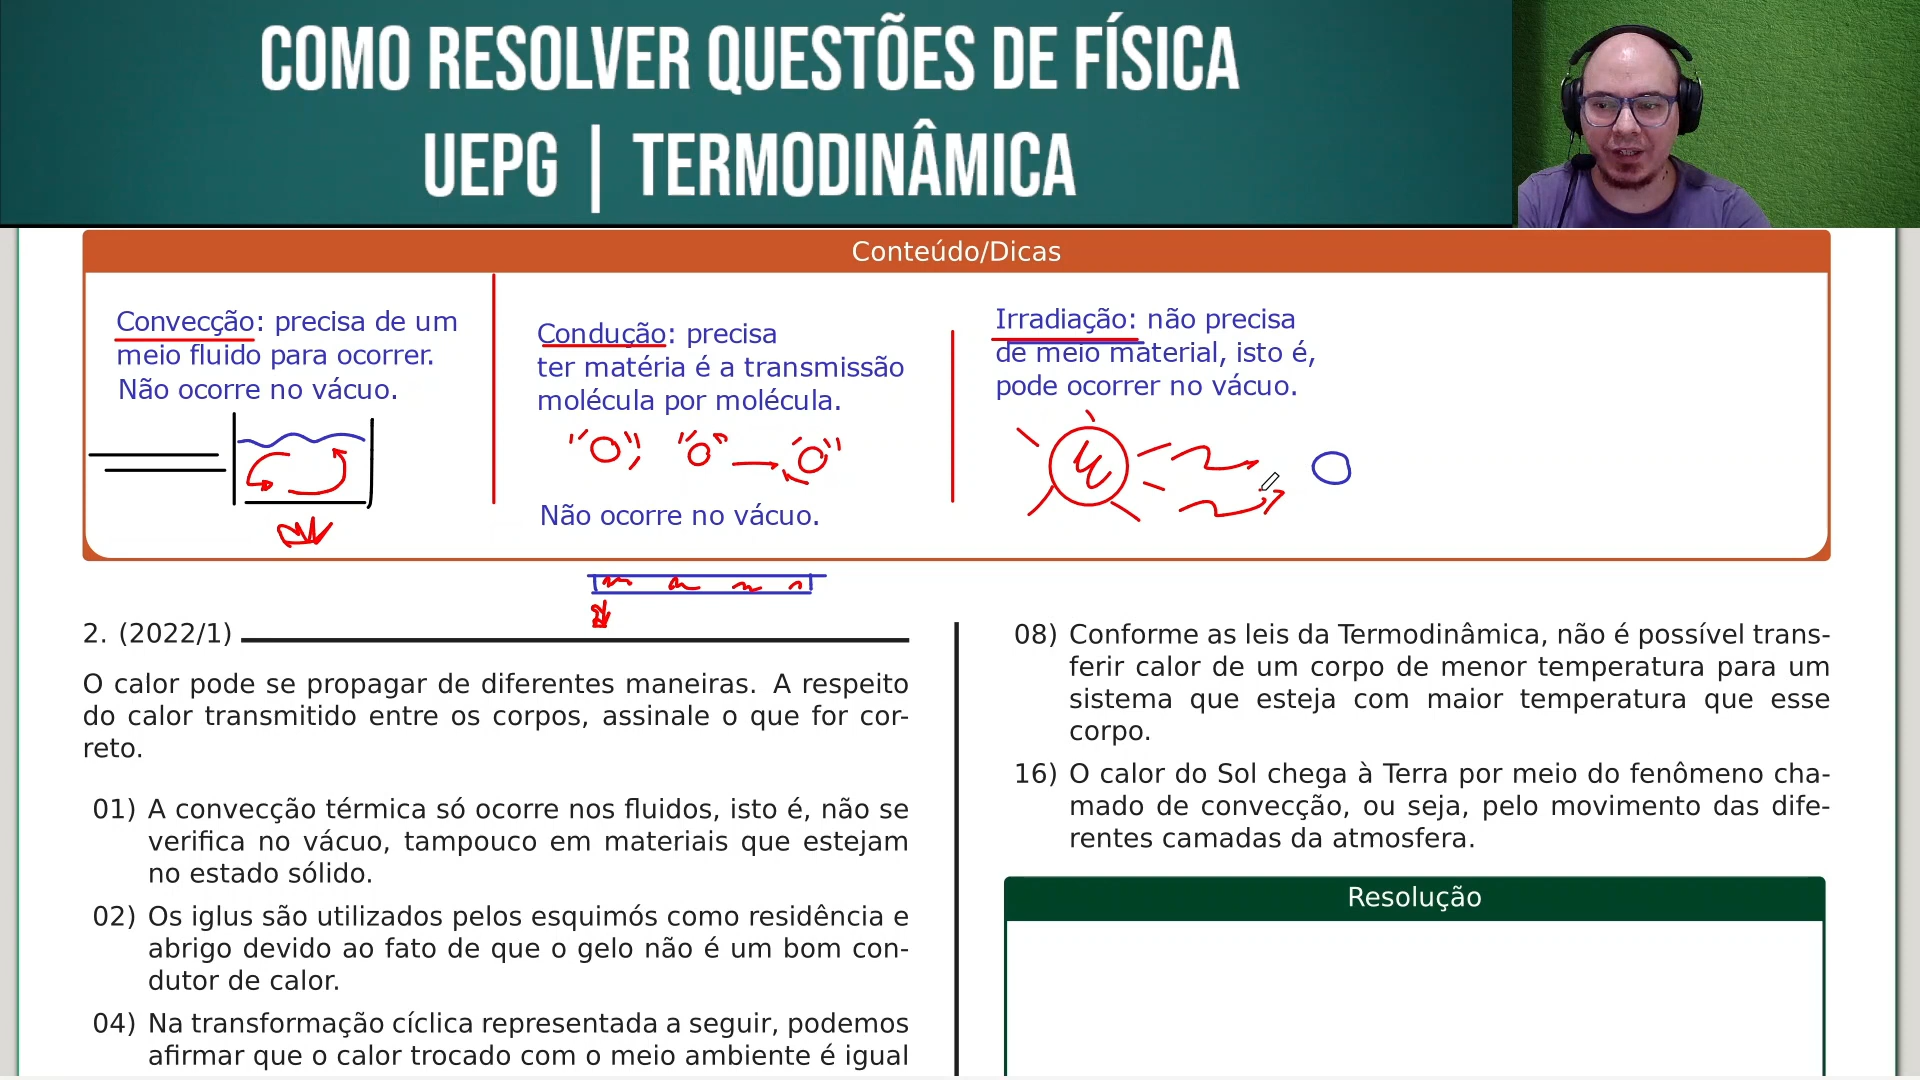 COMO RESOLVER QUESTÕES DE FÍSICA
UEPG | TERMODINÂMICA
Conteúdo/Dicas
Convecção: precisa de um
meio fluido para ocorrer.
Não ocorre no vácuo.
Condução: precisa
ter matéria é a transmissão
molécula por molécula.
Não ocorre no vácuo.
Irradiação: não precisa
de meio material, isto é,
pode ocorrer no vácuo.
2. (2022/1)
O calor pode se propagar de diferentes maneiras. A respeito
do calor transmitido entre os corpos, assinale o que for cor-
reto.
01) A convecção térmica só ocorre nos fluidos, isto é, não se
verifica no vácuo, tampouco em materiais que estejam
no estado sólido.
02) Os iglus são utilizados pelos esquimós como residência e
abrigo devido ao fato de que o gelo não é um bom con-
dutor de calor.
04) Na transformação cíclica representada a seguir, podemos
afirmar que o calor trocado com o meio ambiente é igual
08) Conforme as leis da Termodinâmica, não é possível trans-
ferir calor de um corpo de menor temperatura para um
sistema que esteja com maior temperatura que esse
corpo.
16) O calor do Sol chega à Terra por meio do fenômeno cha-
mado de convecção, ou seja, pelo movimento das dife-
rentes camadas da atmosfera.
Resolução